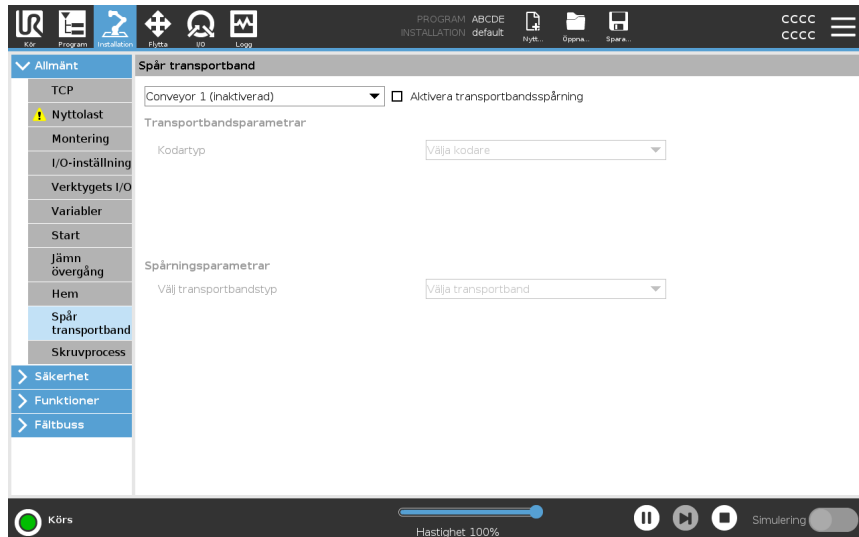 UR
Kör
Program
Installation
Flytta
I/O
Logg
PROGRAM ABCDE
INSTALLATION default
Nytt...
Öppna...
Spara...
cccc
cccc
Allmänt
TCP
Nyttolast
Montering
I/O-inställning
Verktygets I/O
Variabler
Start
Jämn
övergång
Hem
Spår
transportband
Skruvprocess
Säkerhet
Funktioner
Fältbuss
Spår transportband
Conveyor 1 (inaktiverad)
Aktivera transportbandsspårning
Transportbandsparametrar
Kodartyp
Välja kodare
Spårningsparametrar
Välj transportbandstyp
Välja transportband
Körs
Hastighet 100%
Simulering